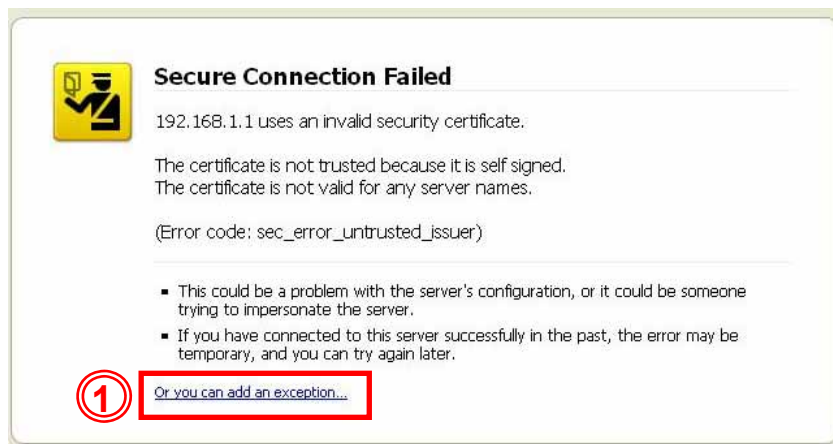 Secure Connection Failed
192.168.1.1 uses an invalid security certificate.
The certificate is not trusted because it is self signed.
The certificate is not valid for any server names.
(Error code: sec_error_untrusted_issuer)
▪ This could be a problem with the server's configuration, or it could be someone
trying to impersonate the server.
▪ If you have connected to this server successfully in the past, the error may be
temporary, and you can try again later.
1 Or you can add an exception...